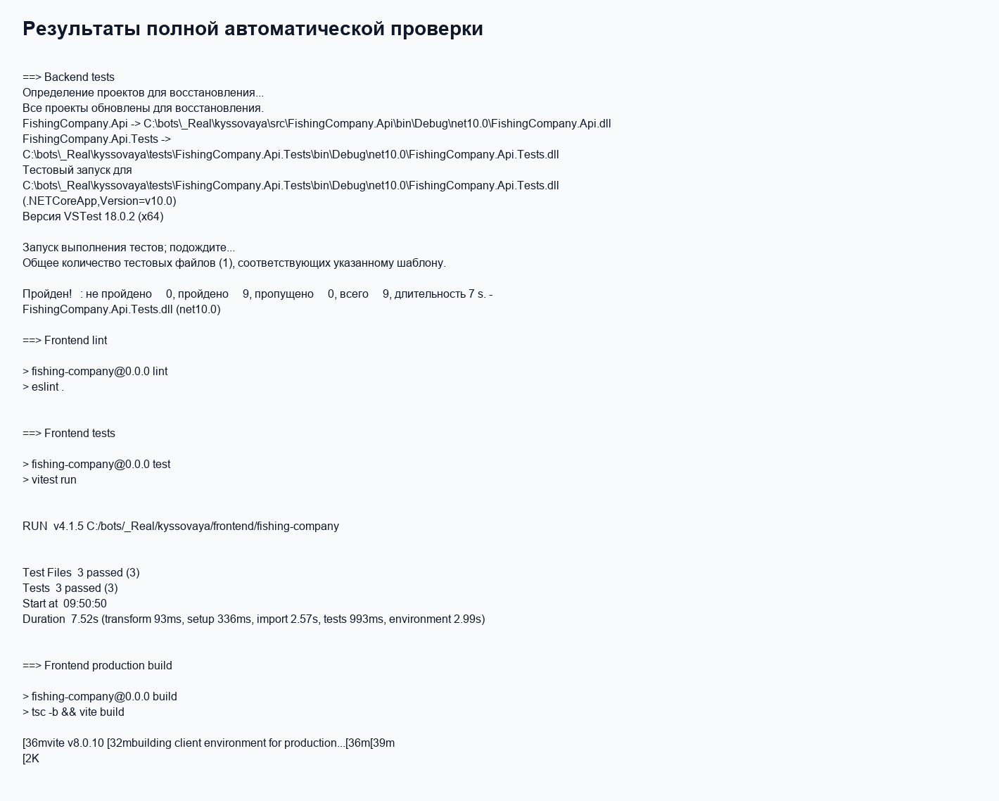 Результаты полной автоматической проверки
==> Backend tests
Определение проектов для восстановления...
Все проекты обновлены для восстановления.
FishingCompany.Api -> C:\bots\_Real\kyssovaya\src\FishingCompany.Api\bin\Debug\net10.0\FishingCompany.Api.dll
FishingCompany.Api.Tests ->
C:\bots\_Real\kyssovaya\tests\FishingCompany.Api.Tests\bin\Debug\net10.0\FishingCompany.Api.Tests.dll
Тестовый запуск для
C:\bots\_Real\kyssovaya\tests\FishingCompany.Api.Tests\bin\Debug\net10.0\FishingCompany.Api.Tests.dll
(.NETCoreApp,Version=v10.0)
Версия VSTest 18.0.2 (x64)
Запуск выполнения тестов; подождите...
Общее количество тестовых файлов (1), соответствующих указанному шаблону.
Пройден!   : не пройдено     0, пройдено     9, пропущено     0, всего     9, длительность 7 s. -
FishingCompany.Api.Tests.dll (net10.0)
==> Frontend lint
> fishing-company@0.0.0 lint
> eslint .
==> Frontend tests
> fishing-company@0.0.0 test
> vitest run
RUN  v4.1.5 C:/bots/_Real/kyssovaya/frontend/fishing-company
Test Files  3 passed (3)
Tests  3 passed (3)
Start at  09:50:50
Duration  7.52s (transform 93ms, setup 336ms, import 2.57s, tests 993ms, environment 2.99s)
==> Frontend production build
> fishing-company@0.0.0 build
> tsc -b && vite build
[36mvite v8.0.10 [32mbuilding client environment for production...[36m[39m
[2K